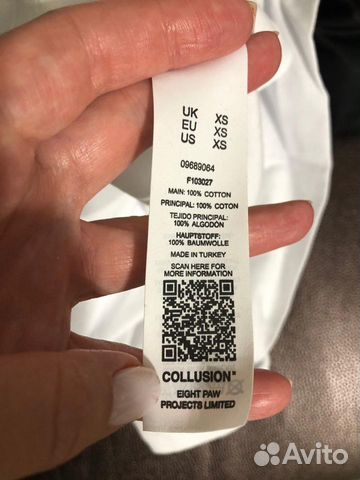 UK XS
EU XS
US XS
09689064
F103027
MAIN: 100% COTTON
PRINCIPAL: 100% COTON
TEJIDO PRINCIPAL:
100% ALGODON
HAUPTSTOFF:
100% BAUMWOLLE
MADE IN TURKEY
SCAN HERE FOR
MORE INFORMATION
COLLUSION
EIGHT PAW
PROJECTS LIMITED
Avito